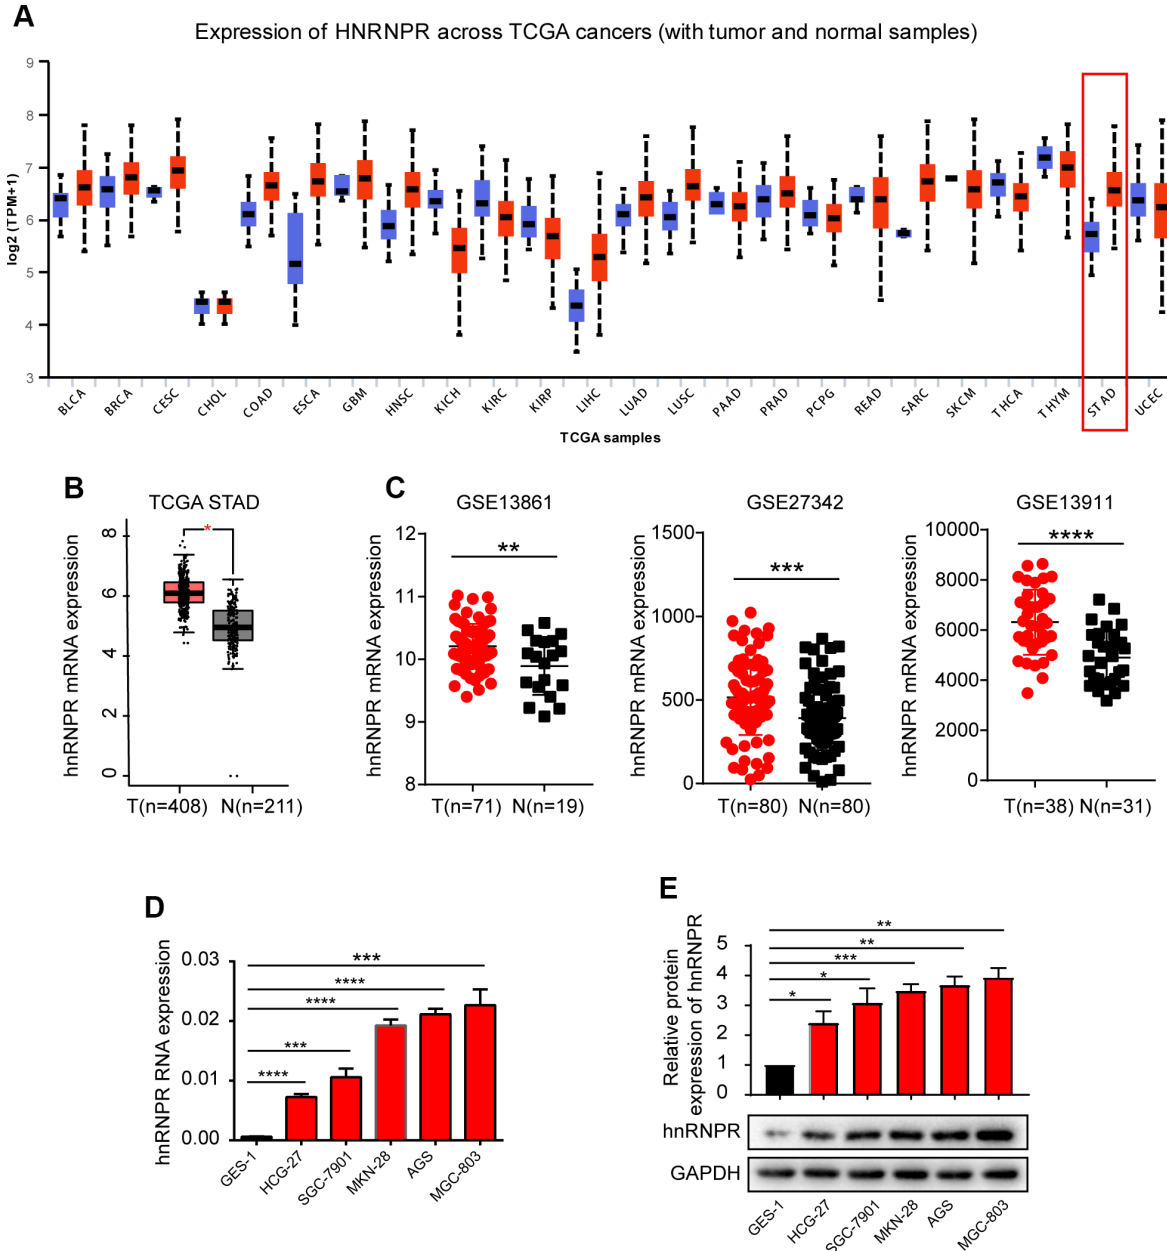 A
Expression of HNRNPR across TCGA cancers (with tumor and normal samples)
log2 (TPM+1)
9
8
7
6
5
4
3
BLCA BRCA CESC CHOL COAD ESCA GBM HNSC KICH KIRC KIRP LIHC LUAD LUSC PAAD PRAD PCPG READ SARC SKCM THCA THYM STAD UCEC
TCGA samples
B
TCGA STAD
hnRNPR mRNA expression
8
6
4
2
0
*
T(n=408) N(n=211)
C
GSE13861
hnRNPR mRNA expression
12
11
10
9
8
**
T(n=71) N(n=19)
GSE27342
hnRNPR mRNA expression
1500
1000
500
0
***
T(n=80) N(n=80)
GSE13911
hnRNPR mRNA expression
10000
8000
6000
4000
2000
0
****
T(n=38) N(n=31)
D
hnRNPR RNA expression
0.03
0.02
0.01
0.00
***
****
****
***
****
GES-1 HCG-27 SGC-7901 MKN-28 AGS MGC-803
E
Relative protein
expression of hnRNPR
5
4
3
2
1
0
**
**
***
*
*
hnRNPR
GAPDH
GES-1 HCG-27 SGC-7901 MKN-28 AGS MGC-803